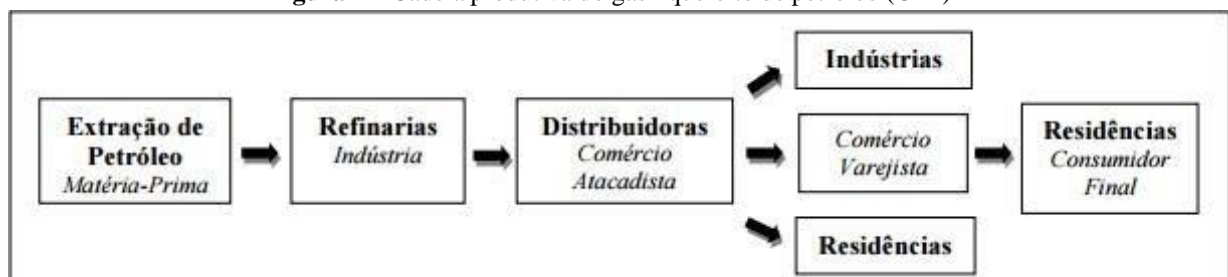 Extração de
Petróleo
Matéria-Prima
Refinarias
Indústria
Distribuidoras
Comércio
Atacadista
Indústrias
Comércio
Varejista
Residências
Residências
Consumidor
Final